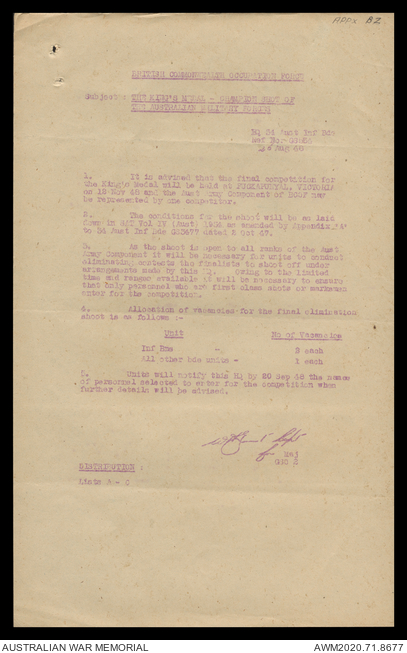 APPX B2
BRITISH COMMONWEALTH OCCUPATION FORCE
Subject:- THE KING'S MEDAL - CHAMPION SHOT OF
THE AUSTRALIAN MILITARY FORCES
HQ 34 Aust Inf Bde
Ref No:-
Aug 48
1. It is advised that the final competition for
the King's Medal will be held at PUCKAPUNYAL, VICTORIA
on 12 Nov 48 and the Aust Army Component of BCOF may
be represented by one competitor.
2. The conditions for the shoot will be as laid
down in Vol IV (Aust) 1932 as amended by Appendix 'A'
to 34 Aust Inf Bde G23477 dated 2 Oct 47.
3. As the shoot is open to all ranks of the Aust
Army Component it will be necessary for units to conduct
eliminating contests the finalists to shoot off under
arrangements made by this HQ. Owing to the limited
time and ranges available it will be necessary to ensure
that only personnel who are first class shots or marksmen
enter for the competition.
4. Allocation of vacancies for the final elimination
shoot is as follows :-
Unit No of Vacancies
Inf Bns - each
All other bde units - 1 each
5. Units will notify this HQ by 20 Sep 48 the names
of personnel selected to enter for the competition when
further details will be advised.
Maj
DISTRIBUTION :
Lists A - C
AUSTRALIAN WAR MEMORIAL AWM2020.71.8677